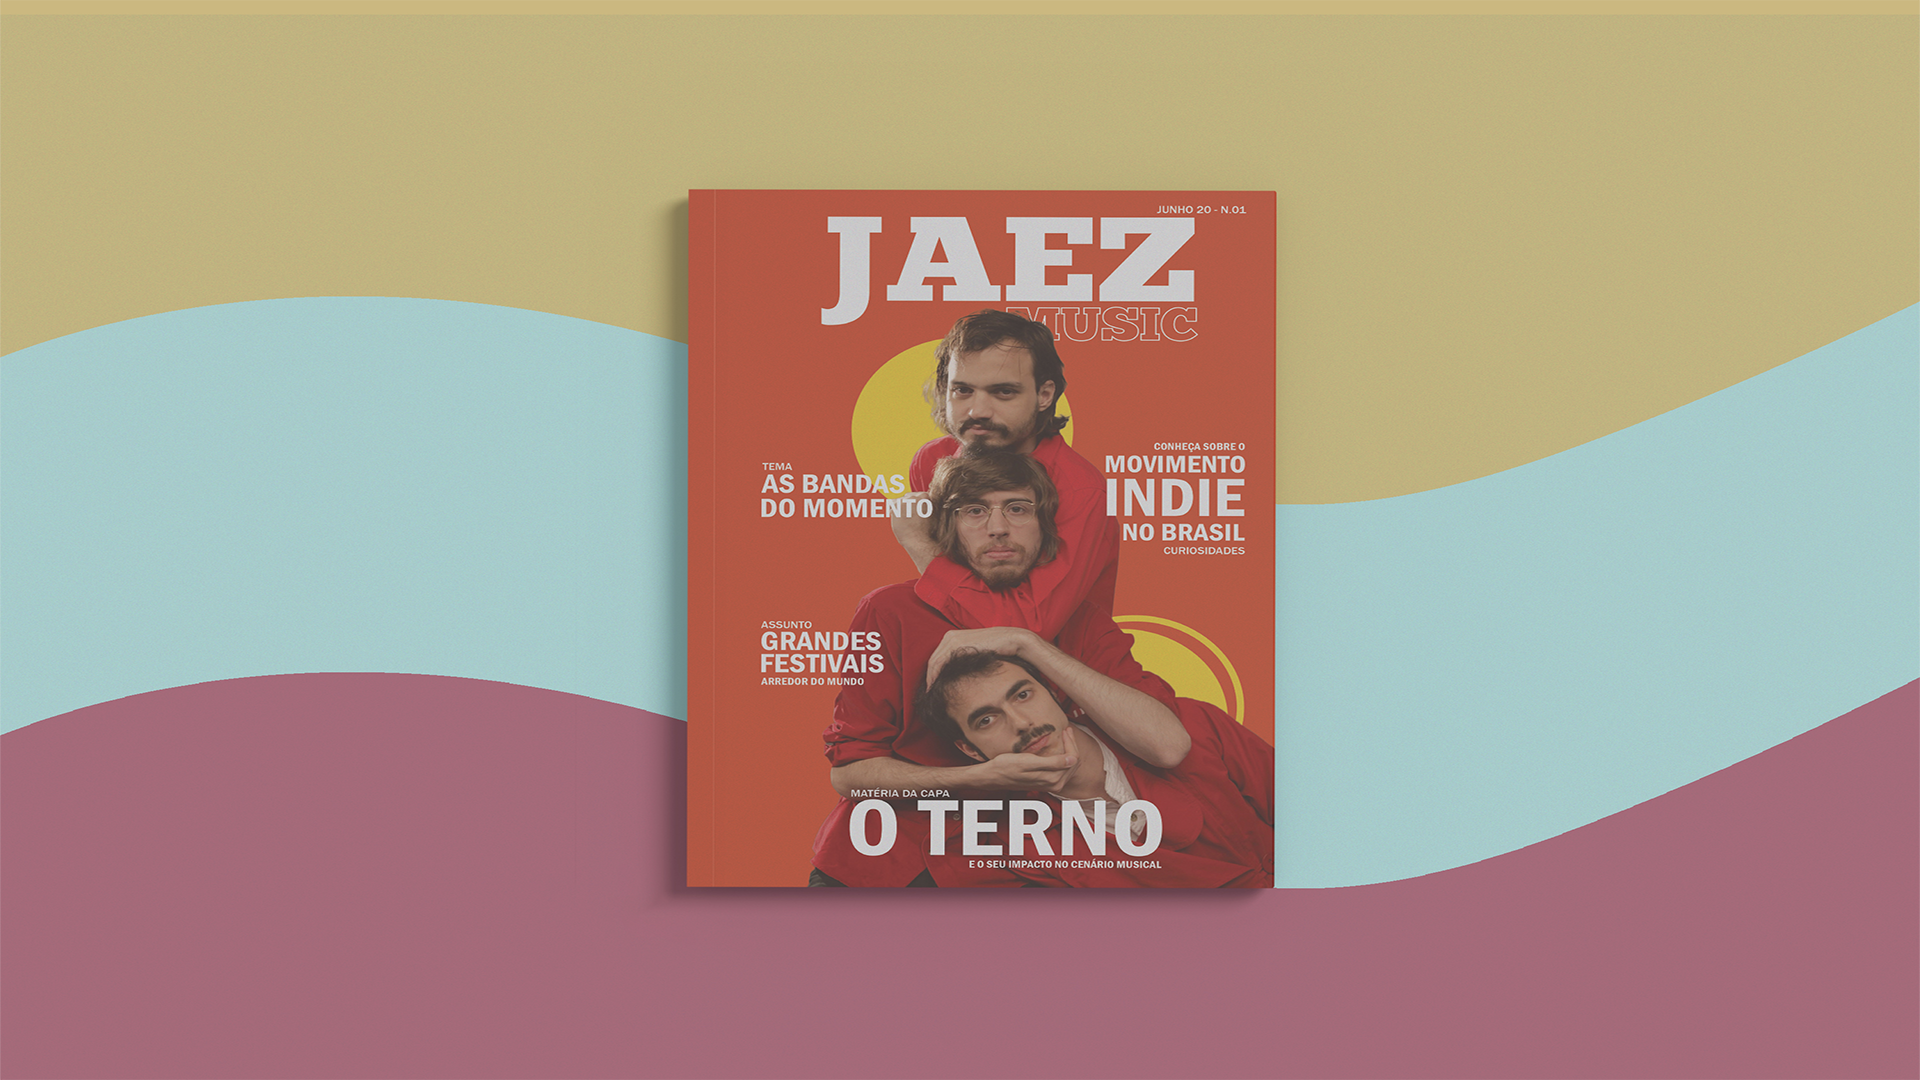 JUNHO 20 - N.01
JAEZ
MUSIC
TEMA
AS BANDAS
DO MOMENTO
CONHEÇA SOBRE O
MOVIMENTO
INDIE
NO BRASIL
CURIOSIDADES
ASSUNTO
GRANDES
FESTIVAIS
ARREDOR DO MUNDO
MATÉRIA DA CAPA
O TERNO
E O SEU IMPACTO NO CENÁRIO MUSICAL